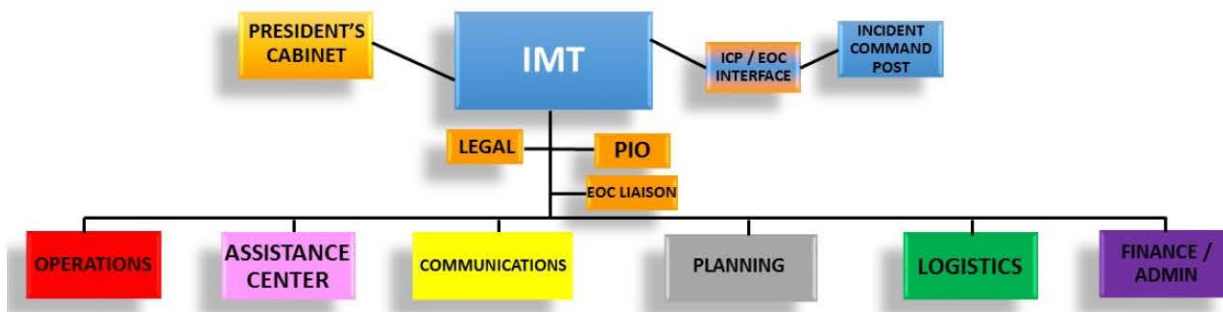 PRESIDENT'S
CABINET
IMT
ICP / EOC
INTERFACE
INCIDENT
COMMAND
POST
LEGAL
PIO
EOC LIAISON
OPERATIONS
ASSISTANCE
CENTER
COMMUNICATIONS
PLANNING
LOGISTICS
FINANCE /
ADMIN